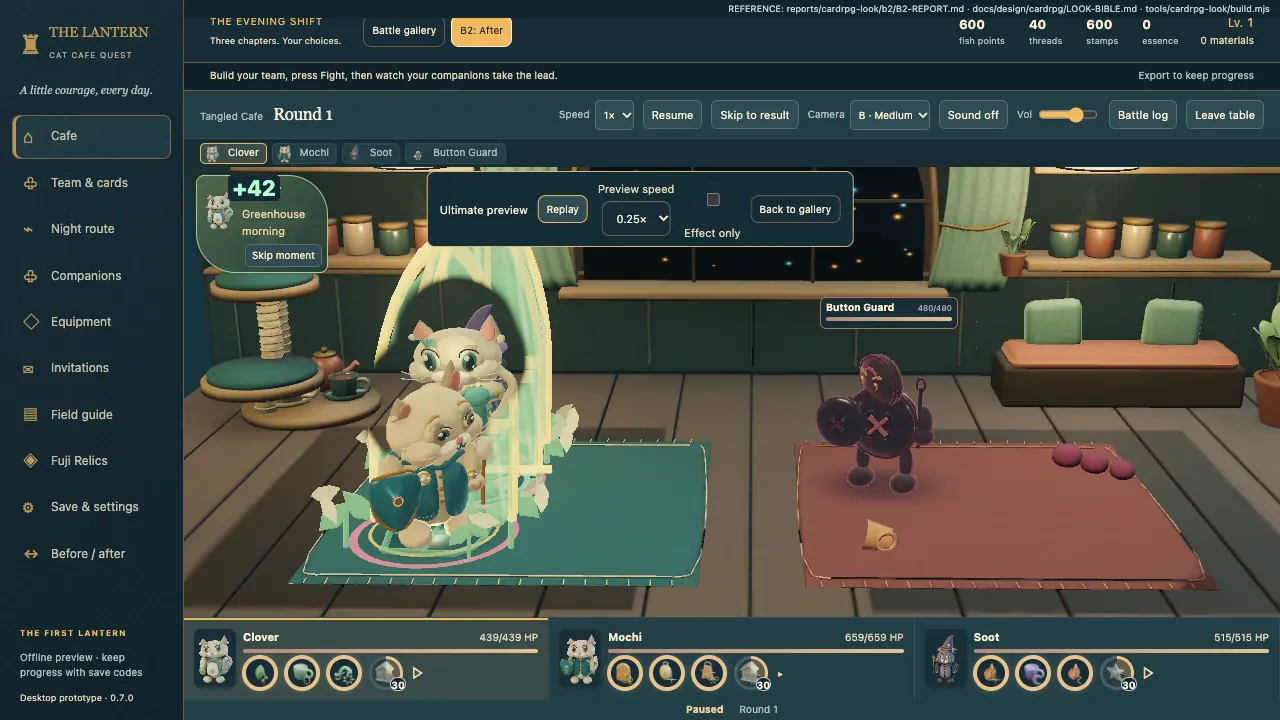 REFERENCE: reports/cardrpg-look/b2/B2-REPORT.md · docs/design/cardrpg/LOOK-BIBLE.md · tools/cardrpg-look/build.mjs
THE LANTERN
CAT CAFE QUEST
A little courage, every day.
Cafe
Team & cards
Night route
Companions
Equipment
Invitations
Field guide
Fuji Relics
Save & settings
Before / after
THE FIRST LANTERN
Offline preview · keep
progress with save codes
Desktop prototype · 0.7.0
THE EVENING SHIFT
Three chapters. Your choices.
Battle gallery
B2: After
600
fish points
40
threads
600
stamps
0
essence
Lv. 1
0 materials
Build your team, press Fight, then watch your companions take the lead.
Export to keep progress
Tangled Cafe
Round 1
Speed
1x
Resume
Skip to result
Camera
B · Medium
Sound off
Vol
Battle log
Leave table
Clover
Mochi
Soot
Button Guard
+42
Greenhouse
morning
Skip moment
Ultimate preview
Replay
Preview speed
0.25×
Effect only
Back to gallery
Button Guard
480/480
Clover
439/439 HP
30
Mochi
659/659 HP
30
Soot
515/515 HP
30
Paused
Round 1